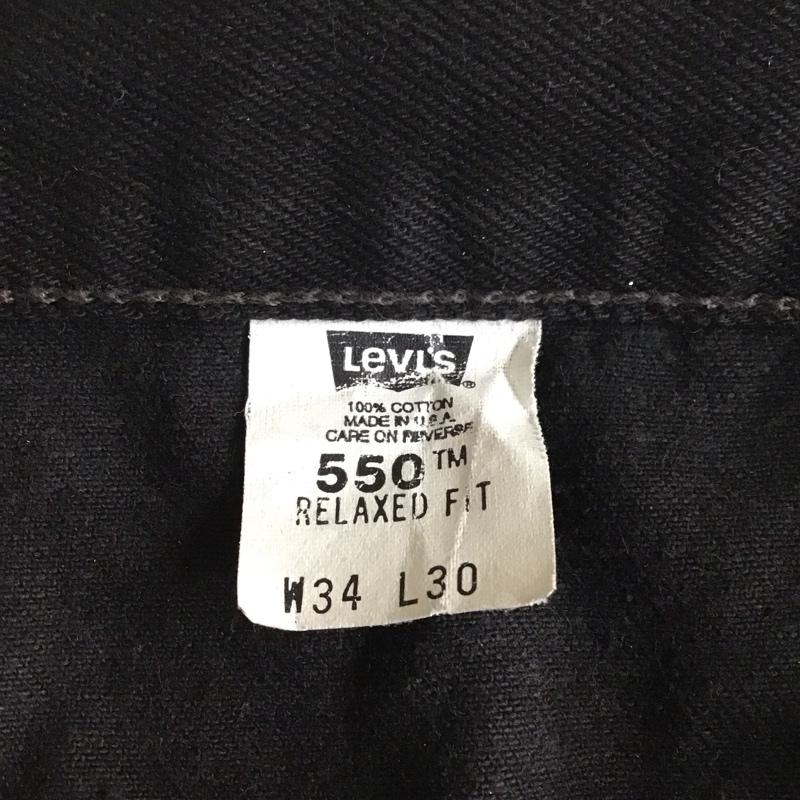 Levi's
®
100% COTTON
MADE IN U.S.A.
CARE ON REVERSE
550™
RELAXED FIT
W34 L30